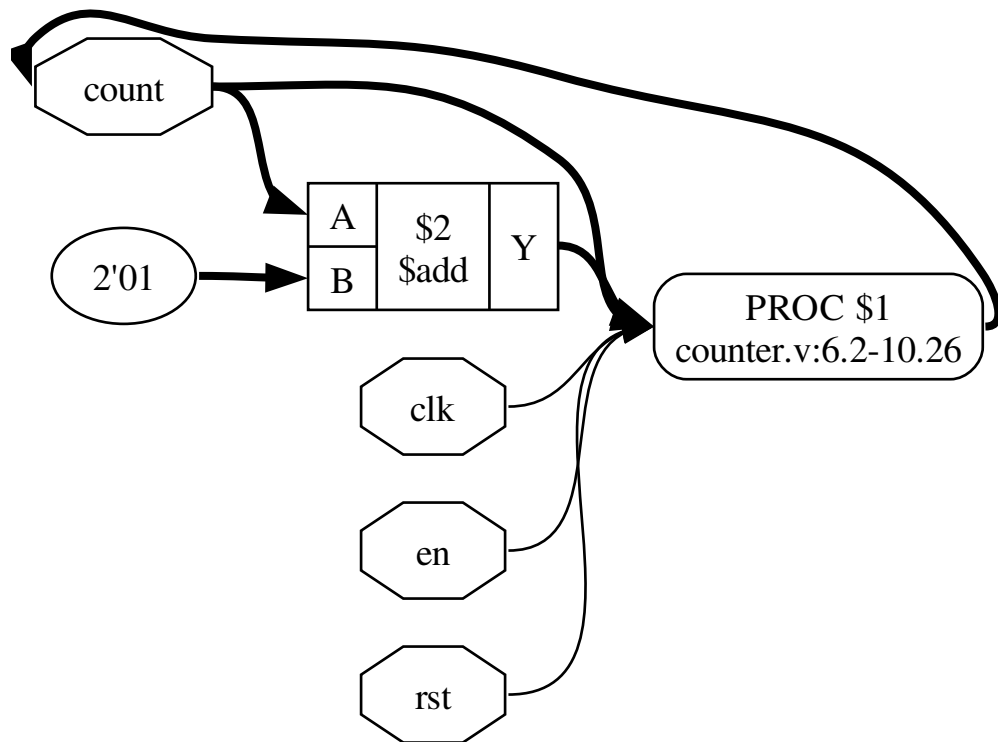 count
2'01
A
B
$2
$add
Y
PROC $1
counter.v:6.2-10.26
clk
en
rst